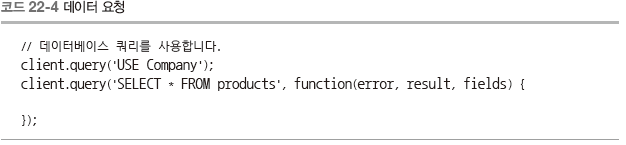 코드 22-4 데이터 요청
// 데이터베이스 쿼리를 사용합니다.
client.query('USE Company');
client.query('SELECT * FROM products', function(error, result, fields) {
});